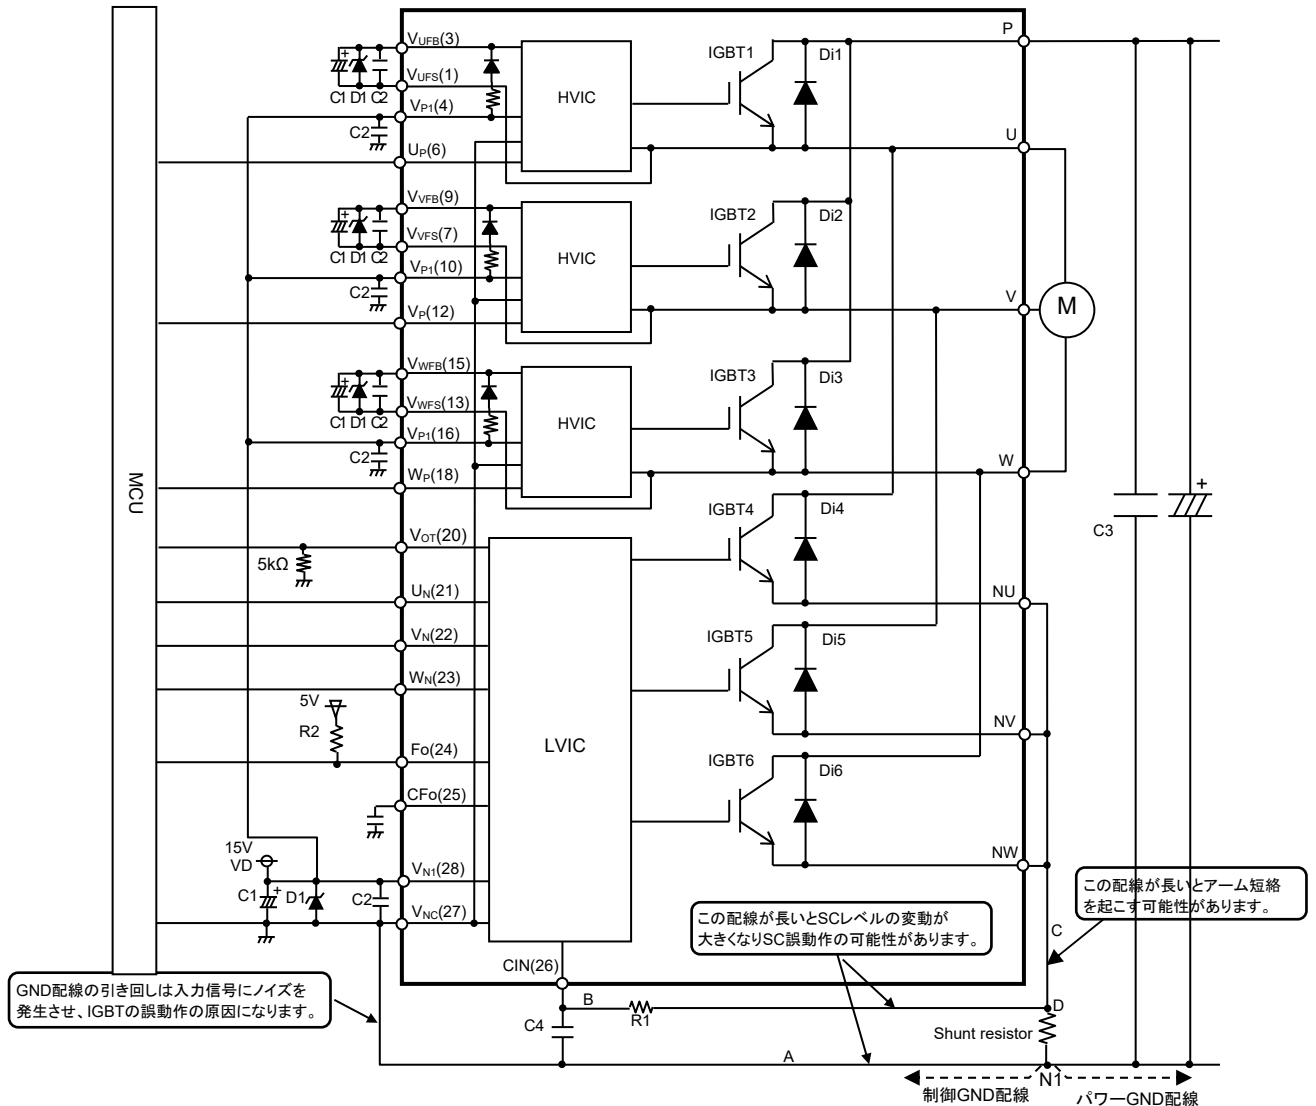 VUFB(3)
VUFS(1)
C1 D1 C2
VP1(4)
C2
UP(6)
HVIC
IGBT1
Di1
P
U
VVFB(9)
VVFS(7)
C1 D1 C2
VP1(10)
C2
VP(12)
HVIC
IGBT2
Di2
V
M
VWFB(15)
VWFS(13)
C1 D1 C2
VP1(16)
C2
WP(18)
HVIC
IGBT3
Di3
W
MCU
VOT(20)
5kΩ
UN(21)
VN(22)
WN(23)
5V
R2
Fo(24)
CFo(25)
15V
VD
VN1(28)
C1
+
D1
C2
VNC(27)
LVIC
IGBT4
Di4
NU
IGBT5
Di5
NV
IGBT6
Di6
NW
C3
+
この配線が長いとアーム短絡
を起こす可能性があります。
この配線が長いとSCレベルの変動が
大きくなりSC誤動作の可能性があります。
C
CIN(26)
GND配線の引き回しは入力信号にノイズを
発生させ、IGBTの誤動作の原因になります。
B
R1
D
C4
Shunt resistor
A
N1
制御GND配線
パワーGND配線